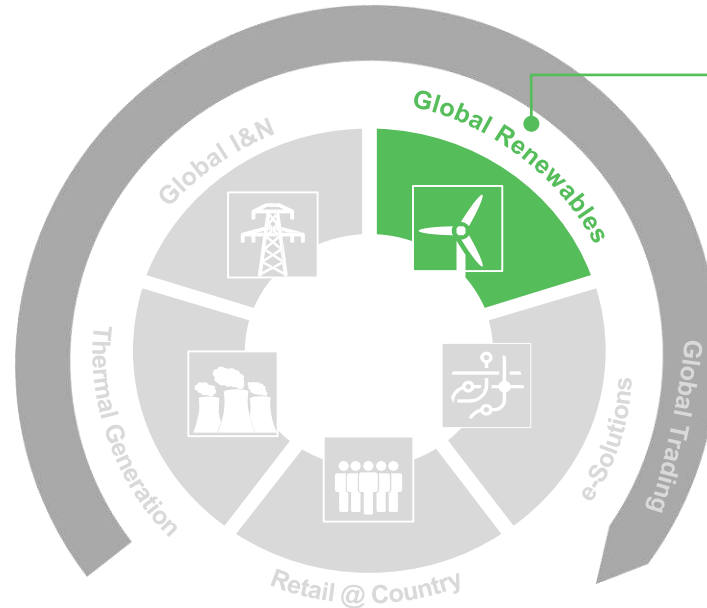 Global I&N
Global Renewables
Thermal Generation
e-Solutions
Global Trading
Retail @ Country